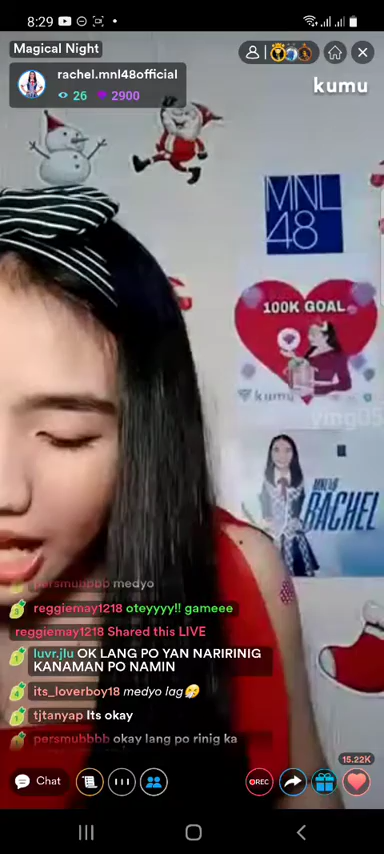 8:29
Magical Night
rachel.mnl48official
26 2900
kumu
MNL
48
100K GOAL
kumu
MNL48
RACHEL
persmubbbb medyo
reggiemay1218 oteyyyy!! gameee
reggiemay1218 Shared this LIVE
luvr.jlu OK LANG PO YAN NARIRINIG
KANAMAN PO NAMIN
its_loverboy18 medyo lag
tjtanyap Its okay
persmubbbb okay lang po rinig ka
15.22K
Chat
REC